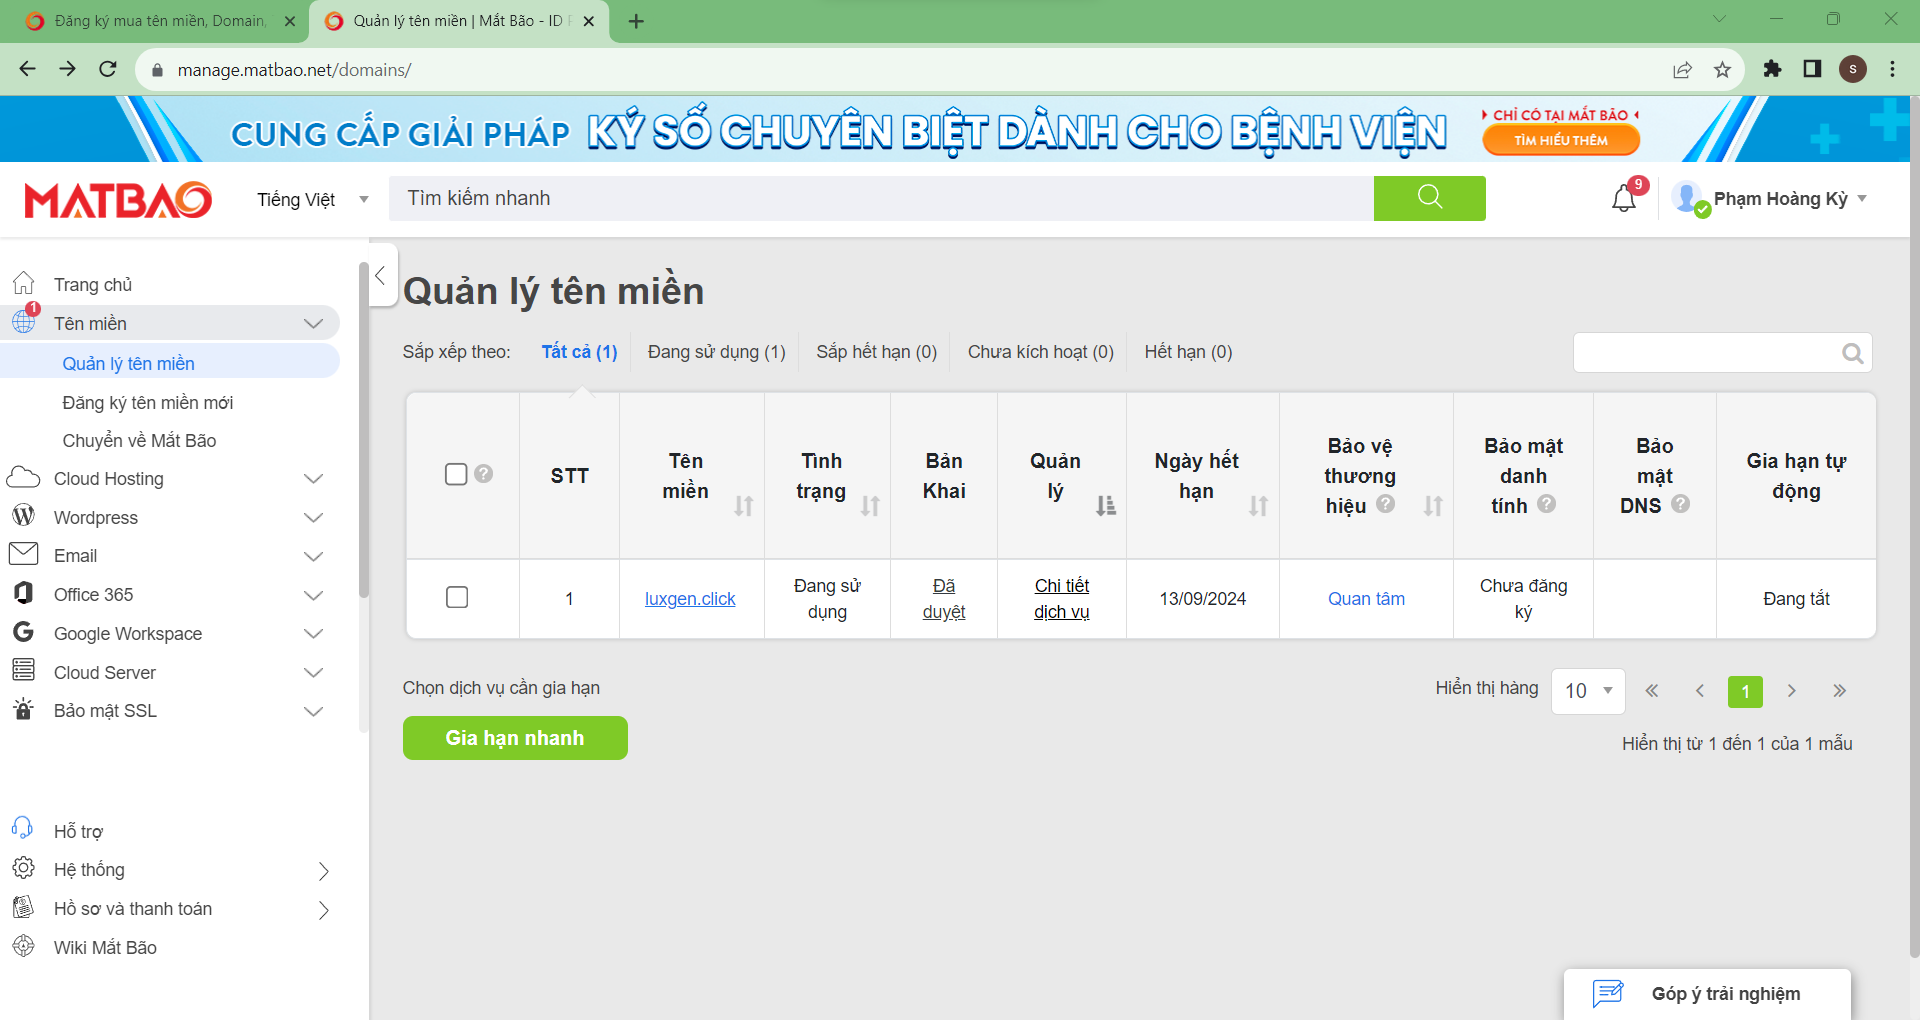 Đăng ký mua tên miền, Domain,
Quản lý tên miền | Mắt Bão - ID
manage.matbao.net/domains/
S
CUNG CẤP GIẢI PHÁP KÝ SỐ CHUYÊN BIỆT DÀNH CHO BỆNH VIỆN
CHỈ CÓ TẠI MẮT BÃO
TÌM HIỂU THÊM
MATBAO
Tiếng Việt
Tìm kiếm nhanh
9
Phạm Hoàng Kỳ
Trang chủ
1
Tên miền
Quản lý tên miền
Đăng ký tên miền mới
Chuyển về Mắt Bão
Cloud Hosting
Wordpress
Email
Office 365
Google Workspace
Cloud Server
Bảo mật SSL
Hỗ trợ
Hệ thống
Hồ sơ và thanh toán
Wiki Mắt Bão
Quản lý tên miền
Sắp xếp theo: Tất cả (1) Đang sử dụng (1) Sắp hết hạn (0) Chưa kích hoạt (0) Hết hạn (0)
STT
Tên
miền
Tình
trạng
Bản
Khai
Quản
lý
Ngày hết
hạn
Bảo vệ
thương
hiệu ?
Bảo mật
danh
tính ?
Bảo
mật
DNS ?
Gia hạn tự
động
?
1
luxgen.click
Đang sử
dụng
Đã
duyệt
Chi tiết
dịch vụ
13/09/2024
Quan tâm
Chưa đăng
ký
Đang tắt
Chọn dịch vụ cần gia hạn
Gia hạn nhanh
Hiển thị hàng 10 « ‹ 1 › »
Hiển thị từ 1 đến 1 của 1 mẫu
Góp ý trải nghiệm